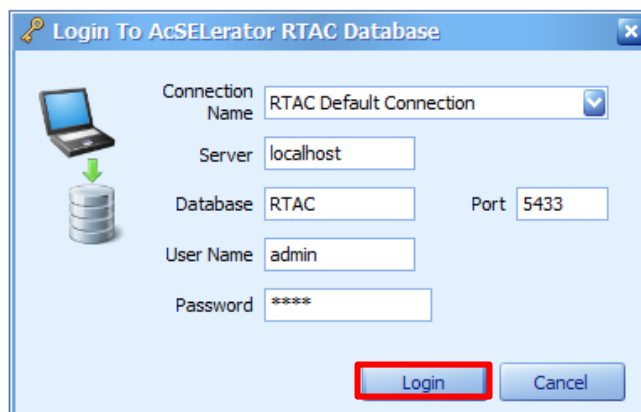 Login To AcSELerator RTAC Database
Connection Name RTAC Default Connection
Server localhost
Database RTAC Port 5433
User Name admin
Password ****
Login Cancel